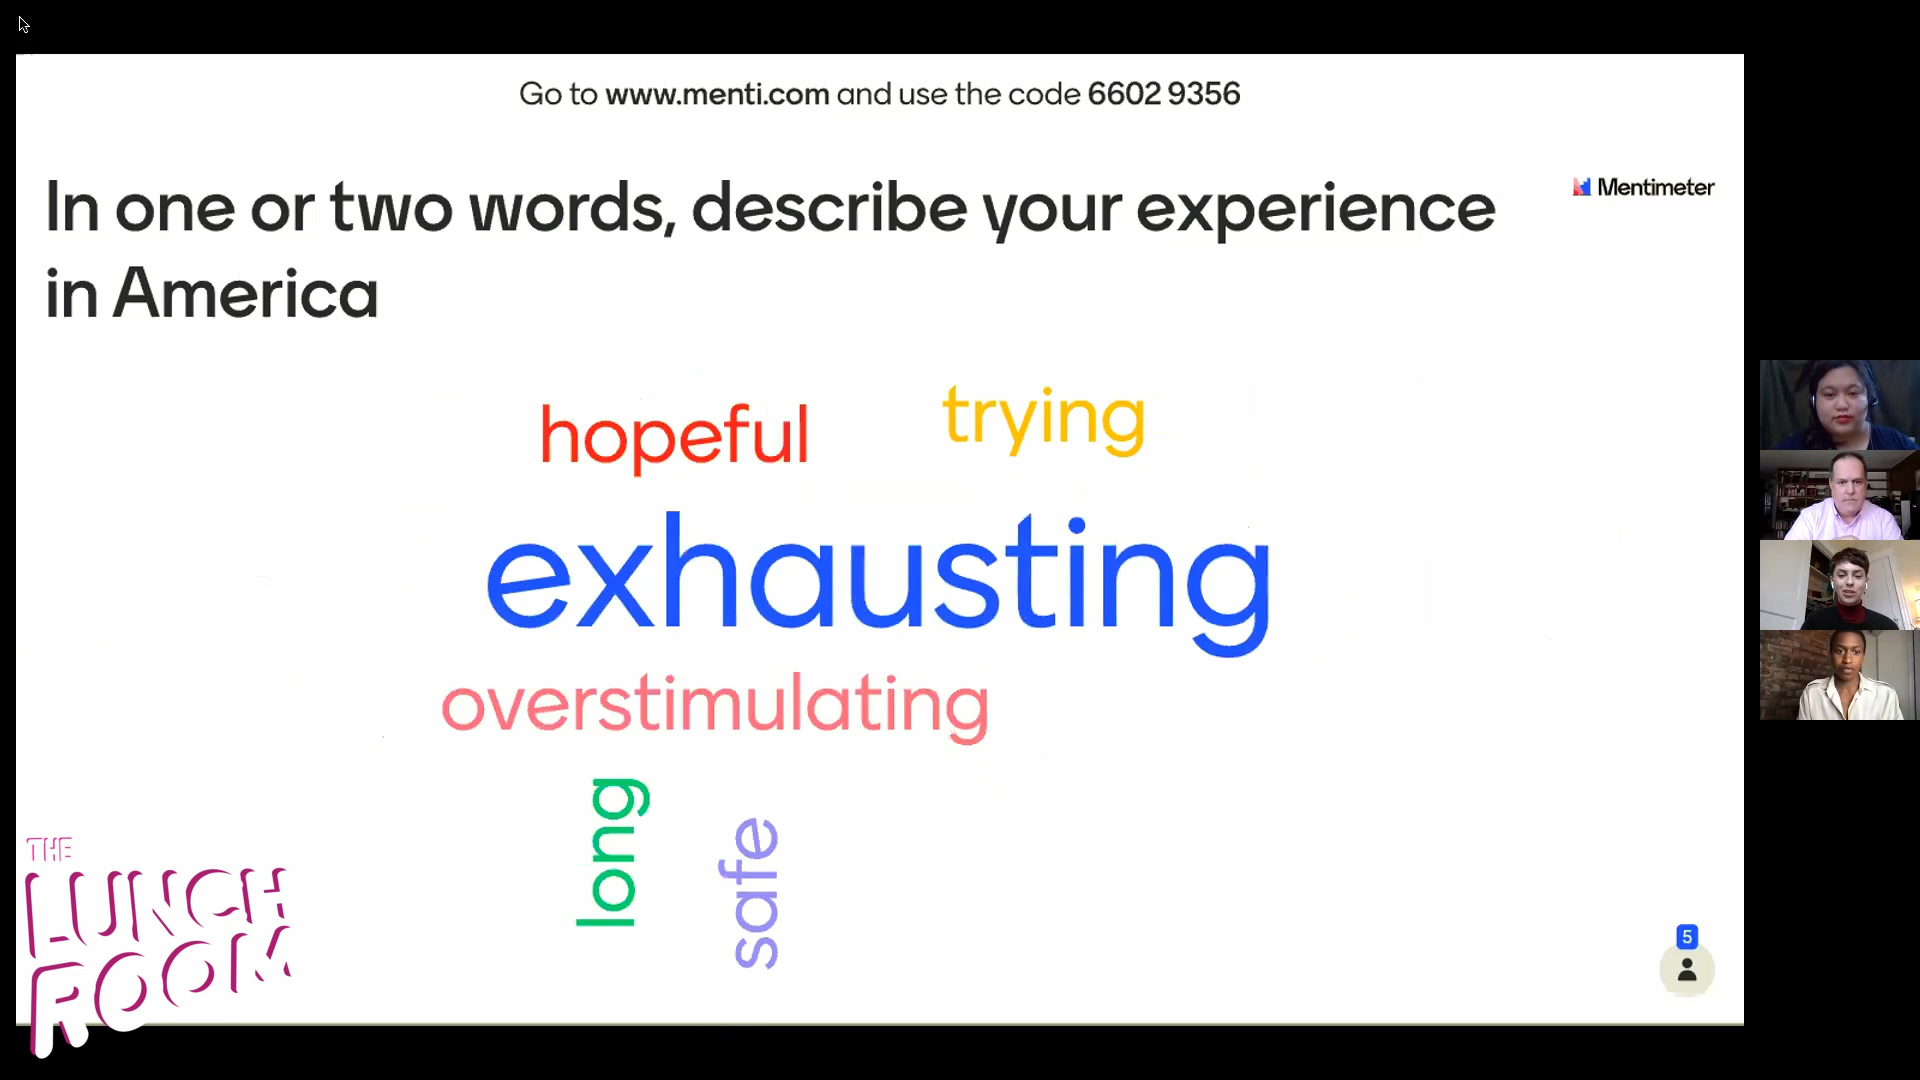 Go to www.menti.com and use the code 6602 9356
In one or two words, describe your experience
in America
Mentimeter
hopeful
trying
exhausting
overstimulating
long
safe
THE
LUNCH
ROOM
5